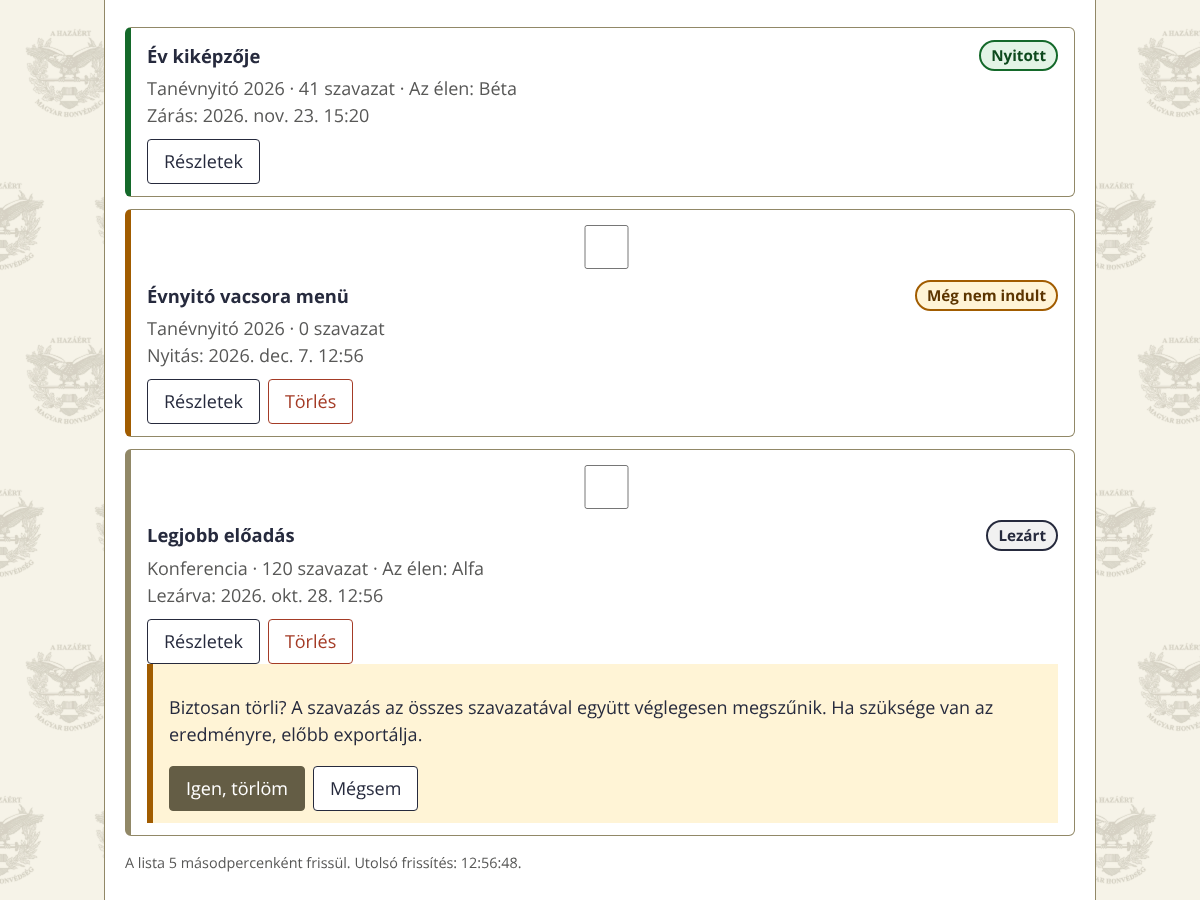 Év kiképzője
Nyitott
Tanévnyitó 2026 · 41 szavazat · Az élen: Béta
Zárás: 2026. nov. 23. 15:20
Részletek
Évnyitó vacsora menü
Még nem indult
Tanévnyitó 2026 · 0 szavazat
Nyitás: 2026. dec. 7. 12:56
Részletek
Törlés
Legjobb előadás
Lezárt
Konferencia · 120 szavazat · Az élen: Alfa
Lezárva: 2026. okt. 28. 12:56
Részletek
Törlés
Biztosan törli? A szavazás az összes szavazatával együtt véglegesen megszűnik. Ha szüksége van az
eredményre, előbb exportálja.
Igen, törlöm
Mégsem
A lista 5 másodpercenként frissül. Utolsó frissítés: 12:56:48.
A HAZÁÉRT
MAGYAR HONVÉDSÉG